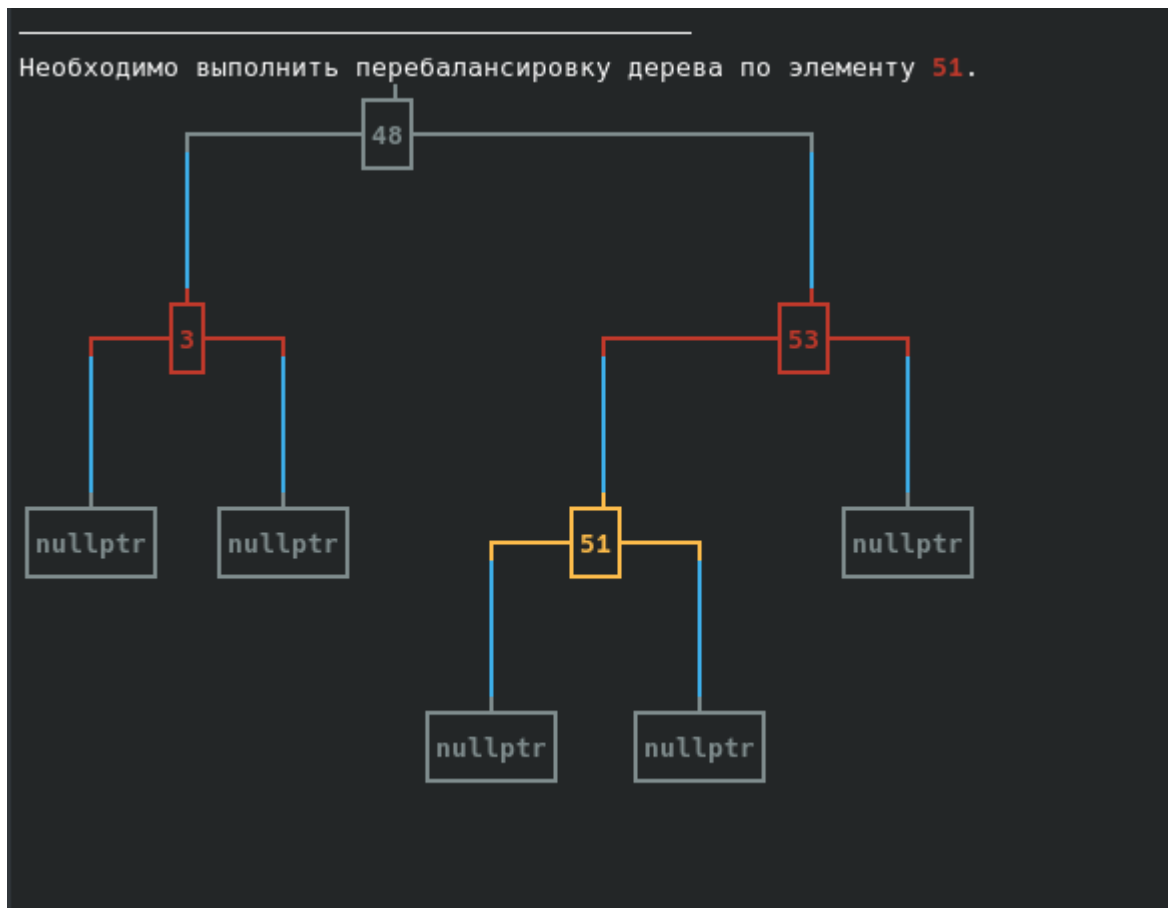 Необходимо выполнить перебалансировку дерева по элементу 51.
48
3
53
nullptr
nullptr
51
nullptr
nullptr
nullptr